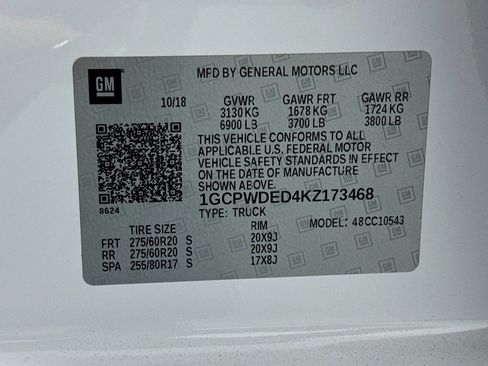 GM
MFD BY GENERAL MOTORS LLC
10/18 GVWR GAWR FRT GAWR RR
3130 KG 1678 KG 1724 KG
6900 LB 3700 LB 3800 LB
THIS VEHICLE CONFORMS TO ALL
APPLICABLE U.S. FEDERAL MOTOR
VEHICLE SAFETY STANDARDS IN EFFECT
ON THE DATE OF MANUFACTURE
SHOWN ABOVE.
8624 1GCPWDED4KZ173468
TYPE: TRUCK
TIRE SIZE RIM MODEL: 48CC10543
FRT 275/60R20 S 20X9J
RR 275/60R20 S 20X9J
SPA 255/80R17 S 17X8J